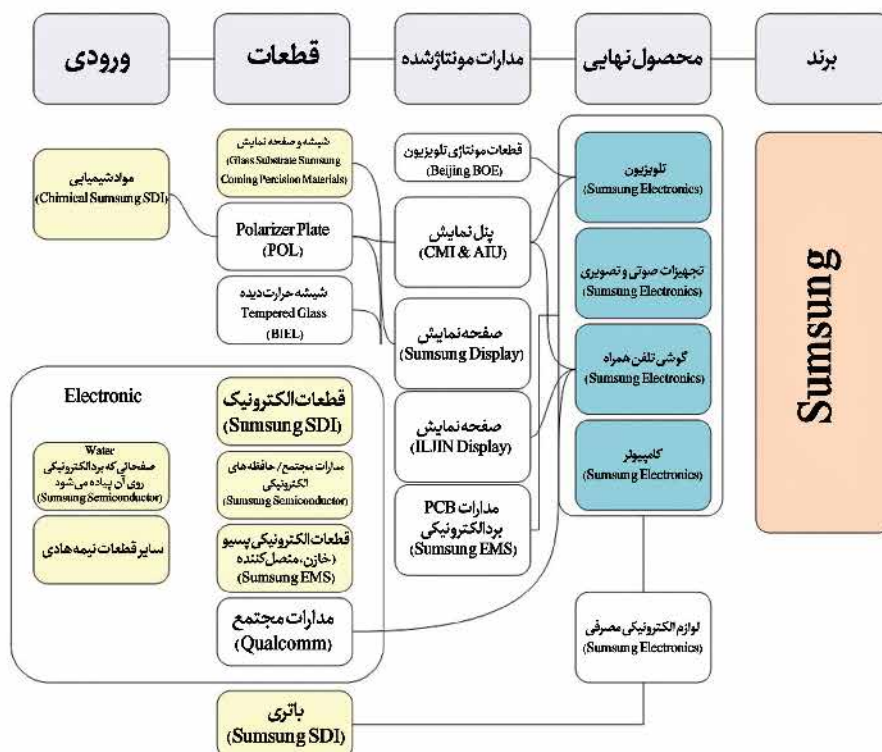 برند
محصول نهایی
مدارات مونتاژشده
قطعات
ورودی
Sumsung
تلویزیون
(Sumsung Electronics)
تجهیزات صوتی و تصویری
(Sumsung Electronics)
گوشی تلفن همراه
(Sumsung Electronics)
کامپیوتر
(Sumsung Electronics)
لوازم الکترونیکی مصرفی
(Sumsung Electronics)
قطعات مونتاژی تلویزیون
(Beijing BOE)
پنل نمایش
(CMI & AIU)
صفحه نمایش
(Sumsung Display)
صفحه نمایش
(ILJIN Display)
مدارات PCB
بردالکترونیکی
(Sumsung EMS)
شیشه و صفحه نمایش
(Glass Substrate Sumsung
Coming Percision Materials)
Polarizer Plate
(POL)
شیشه حرارت دیده
Tempered Glass
(BIEL)
مواد شیمیایی
(Chimical Sumsung SDI)
Electronic
قطعات الکترونیک
(Sumsung SDI)
مدارات مجتمع/ حافظه‌های
الکترونیکی
(Sumsung Semiconductor)
قطعات الکترونیکی پسیو
(خازن، متصل کننده
(Sumsung EMS)
مدارات مجتمع
(Qualcomm)
Water
صفحاتی که برد الکترونیکی
روی آن پیاده می‌شود
(Sumsung Semiconductor)
سایر قطعات نیمه هادی
باتری
(Sumsung SDI)